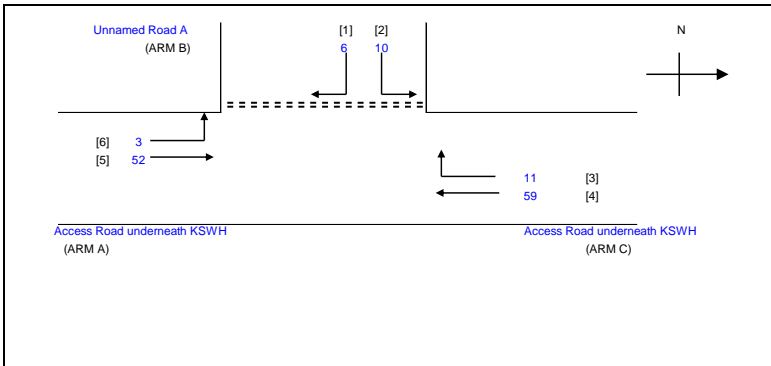 Unnamed Road A [1] [2] N
(ARM B) 6 10
[6] 3
[5] 52
11 [3]
59 [4]
Access Road underneath KSWH Access Road underneath KSWH
(ARM A) (ARM C)